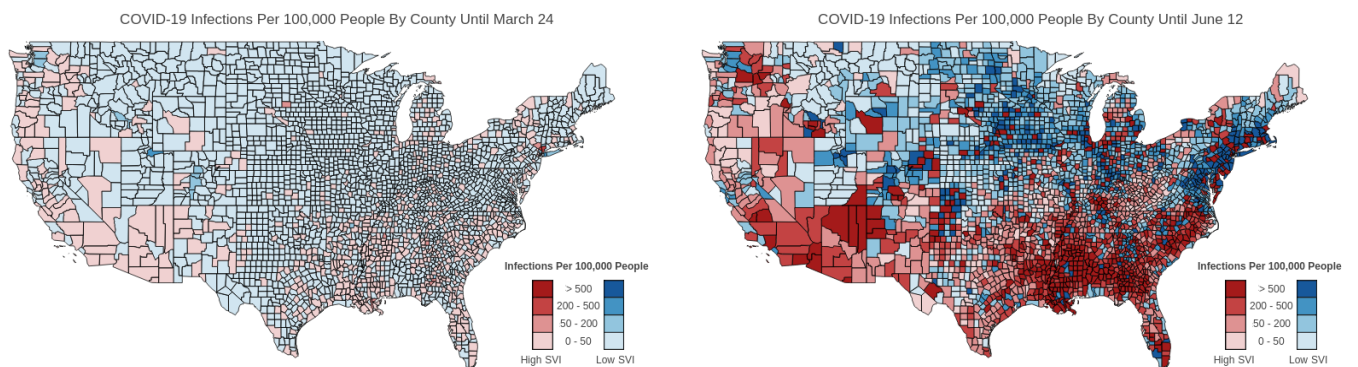 COVID-19 Infections Per 100,000 People By County Until March 24
Infections Per 100,000 People
> 500
200 - 500
50 - 200
0 - 50
High SVI
Low SVI
COVID-19 Infections Per 100,000 People By County Until June 12
Infections Per 100,000 People
> 500
200 - 500
50 - 200
0 - 50
High SVI
Low SVI